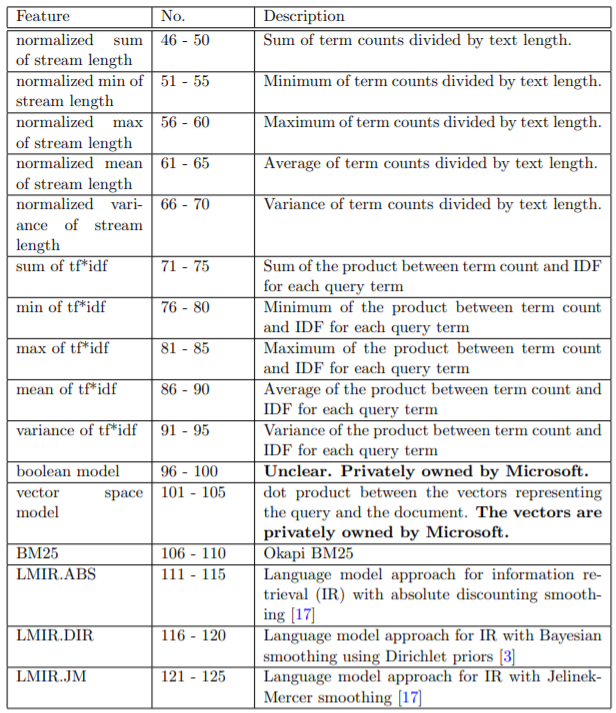 Feature No. Description
normalized sum 46 - 50 Sum of term counts divided by text length.
of stream length
normalized min of 51 - 55 Minimum of term counts divided by text length.
stream length
normalized max 56 - 60 Maximum of term counts divided by text length.
of stream length
normalized mean 61 - 65 Average of term counts divided by text length.
of stream length
normalized vari- 66 - 70 Variance of term counts divided by text length.
ance of stream
length
sum of tf*idf 71 - 75 Sum of the product between term count and IDF
for each query term
min of tf*idf 76 - 80 Minimum of the product between term count
and IDF for each query term
max of tf*idf 81 - 85 Maximum of the product between term count
and IDF for each query term
mean of tf*idf 86 - 90 Average of the product between term count and
IDF for each query term
variance of tf*idf 91 - 95 Variance of the product between term count and
IDF for each query term
boolean model 96 - 100 Unclear. Privately owned by Microsoft.
vector space 101 - 105 dot product between the vectors representing
model the query and the document. The vectors are
privately owned by Microsoft.
BM25 106 - 110 Okapi BM25
LMIR.ABS 111 - 115 Language model approach for information re-
trieval (IR) with absolute discounting smooth-
ing [17]
LMIR.DIR 116 - 120 Language model approach for IR with Bayesian
smoothing using Dirichlet priors [3]
LMIR.JM 121 - 125 Language model approach for IR with Jelinek-
Mercer smoothing [17]